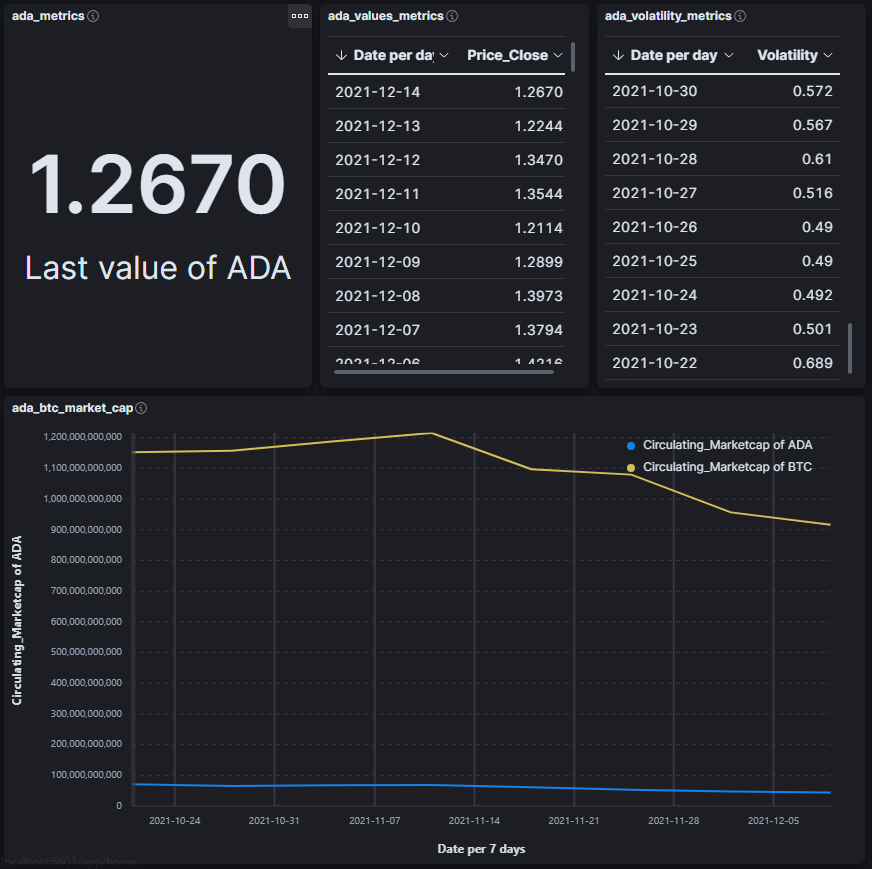 ada_metrics
1.2670
Last value of ADA
ada_values_metrics
Date per day Price_Close
2021-12-14 1.2670
2021-12-13 1.2244
2021-12-12 1.3470
2021-12-11 1.3544
2021-12-10 1.2114
2021-12-09 1.2899
2021-12-08 1.3973
2021-12-07 1.3794
2021-12-06 1.4216
ada_volatility_metrics
Date per day Volatility
2021-10-30 0.572
2021-10-29 0.567
2021-10-28 0.61
2021-10-27 0.516
2021-10-26 0.49
2021-10-25 0.49
2021-10-24 0.492
2021-10-23 0.501
2021-10-22 0.689
ada_btc_market_cap
Circulating_Marketcap of ADA
Circulating_Marketcap of BTC
1,200,000,000,000
1,100,000,000,000
1,000,000,000,000
900,000,000,000
800,000,000,000
700,000,000,000
600,000,000,000
500,000,000,000
400,000,000,000
300,000,000,000
200,000,000,000
100,000,000,000
0
Circulating_Marketcap of ADA
2021-10-24 2021-10-31 2021-11-07 2021-11-14 2021-11-21 2021-11-28 2021-12-05
Date per 7 days
localhost:5601/app/home